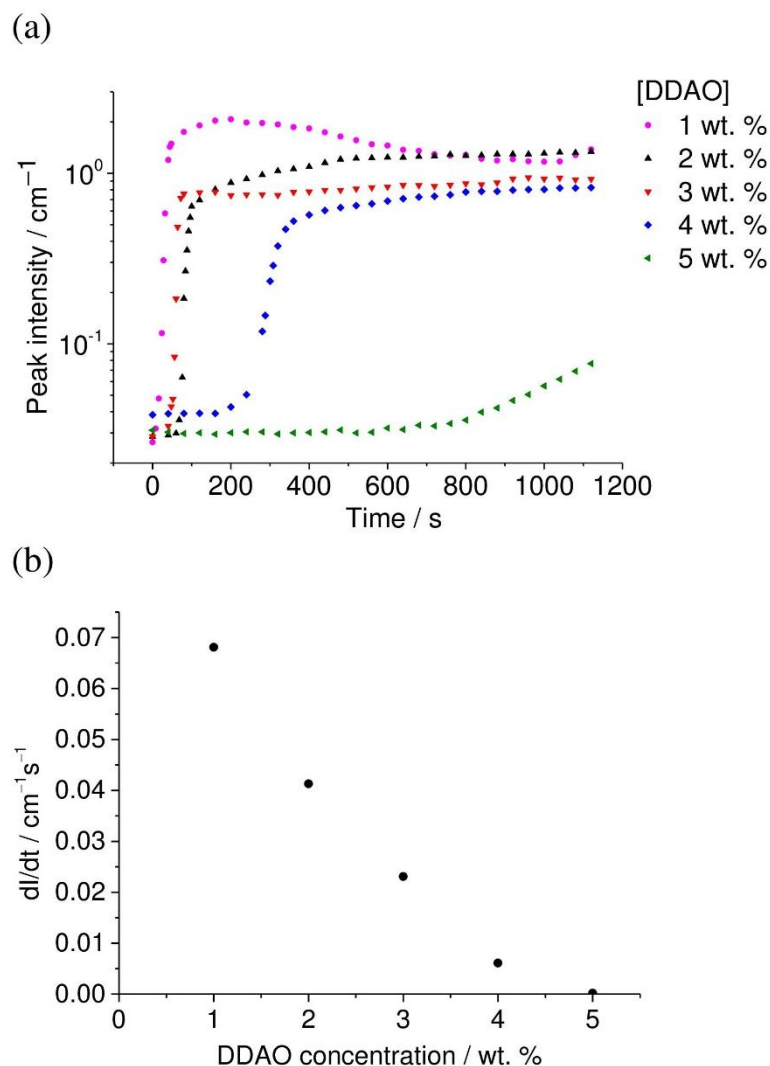 (a)
[DDAO]
1 wt. %
2 wt. %
3 wt. %
4 wt. %
5 wt. %
Peak intensity / cm⁻¹
10⁰
10⁻¹
0 200 400 600 800 1000 1200
Time / s
(b)
dI/dt / cm⁻¹s⁻¹
0.07
0.06
0.05
0.04
0.03
0.02
0.01
0.00
0 1 2 3 4 5
DDAO concentration / wt. %